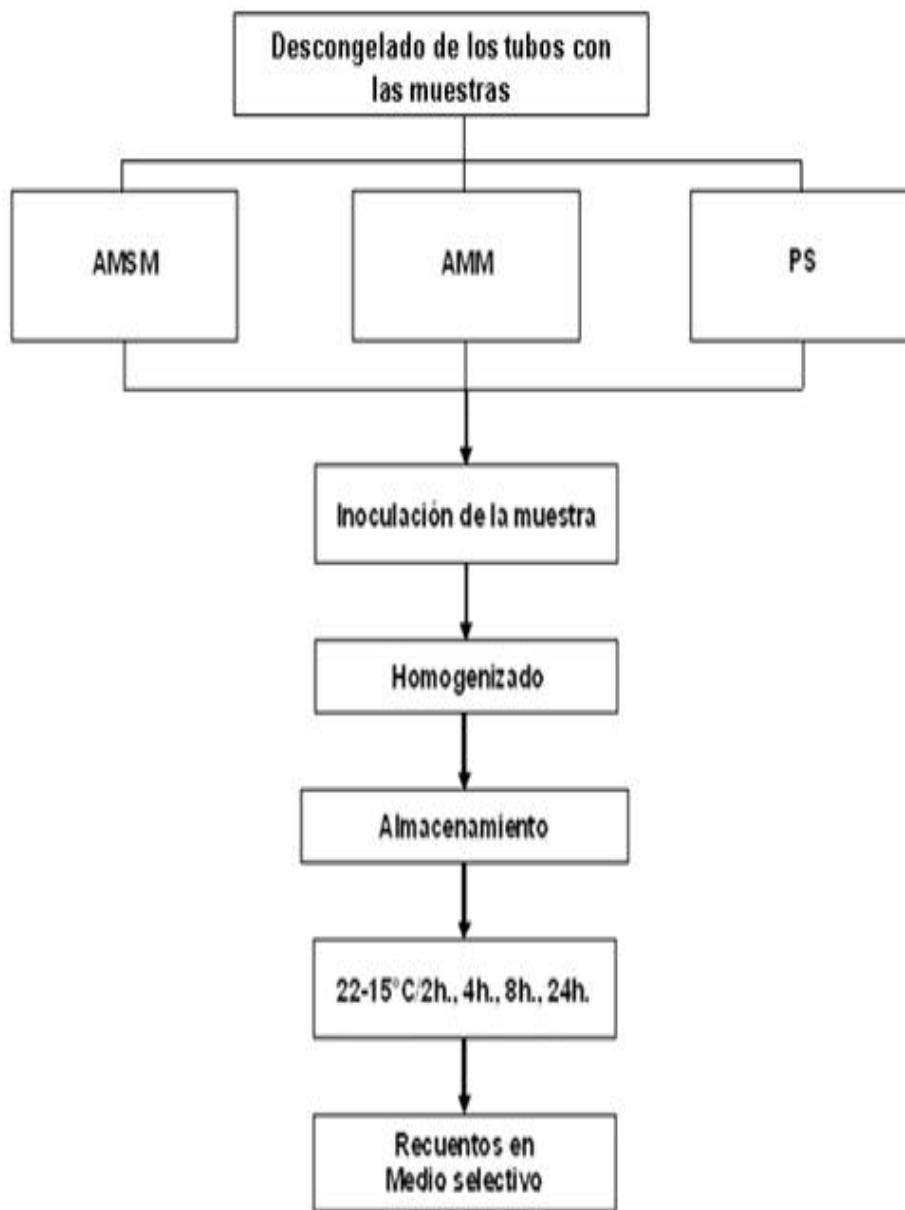 Descongelado de los tubos con
las muestras
AMSM
AMM
PS
Inoculación de la muestra
Homogenizado
Almacenamiento
22-15°C/2h., 4h., 8h., 24h.
Recuentos en
Medio selectivo